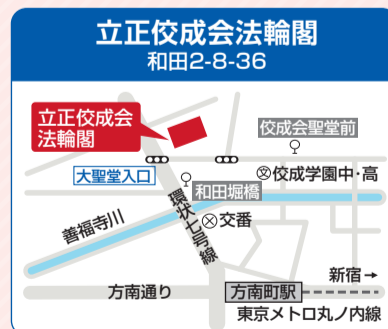 立正佼成会法輪閣
和田2-8-36
立正佼成会
法輪閣
佼成会聖堂前
大聖堂入口
文佼成学園中・高
和田堀橋
環状七号線
交番
善福寺川
新宿→
方南通り
方南町駅
東京メトロ丸ノ内線